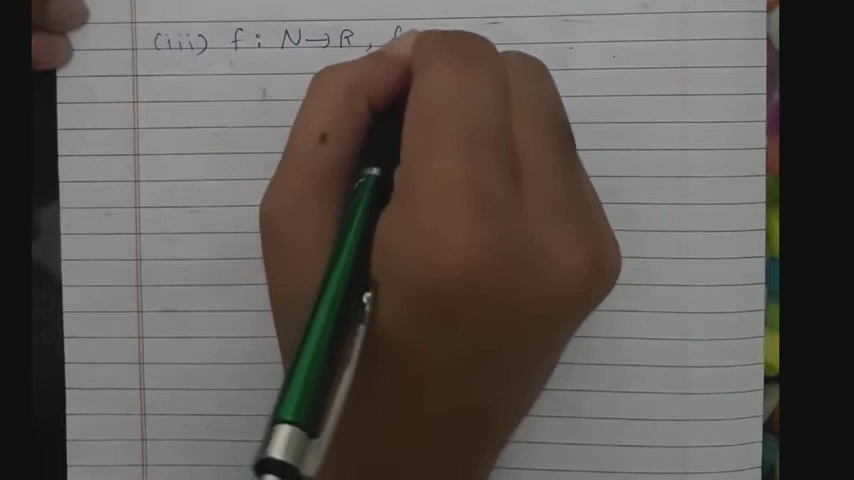 (iii) f : N→R , f